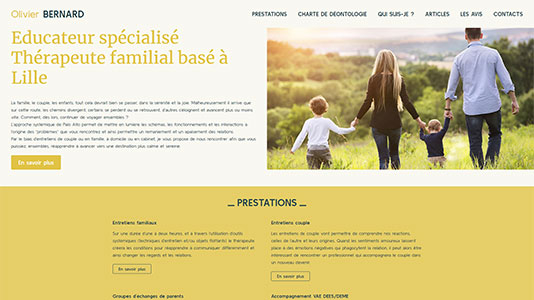 Olivier BERNARD
PRESTATIONS CHARTE DE DÉONTOLOGIE QUI SUIS-JE ? ARTICLES LES AVIS CONTACTS
Educateur spécialisé
Thérapeute familial basé à
Lille
La famille, le couple, les enfants, tout cela devrait bien se passer, dans la sérénité et la joie. Malheureusement il arrive que
sur cette route, les chemins divergent, certains se perdent ou se retrouvent, d'autres s'éloignent et avancent plus ou moins
vite. Comment, dès lors, continuer de voyager ensembles ?
L'approche systémique de Palo Alto permet de mettre en lumière les schémas, les fonctionnements et les interactions à
l'origine des "problèmes" que vous rencontrez et ainsi permettre un remaniement et un apaisement des relations.
Par le biais d'entretiens de couple ou en famille, à domicile ou en cabinet, je vous propose de nous rencontrer afin que vous
puissiez, ensembles, réapprendre à avancer vers une destination plus calme et sereine.
En savoir plus
PRESTATIONS
Entretiens familiaux
Sur une durée d'une à deux heures, et à travers l'utilisation d'outils
systémiques (techniques d'entretien et/ou objets flottants) le thérapeute
créera les conditions pour réapprendre à communiquer différemment et
ainsi changer les regards et les relations.
En savoir plus
Entretiens couple
Les entretiens de couple vont permettre de comprendre nos réactions,
celles de l'autre et leurs origines. Quand les sentiments amoureux laissent
place à des émotions négatives qui phagocytent la relation, il peut alors être
intéressant de rencontrer un professionnel qui accompagnera le couple dans
un nouveau devenir.
En savoir plus
Groupes d'échanges de parents
Accompagnement VAE DEES/DEME